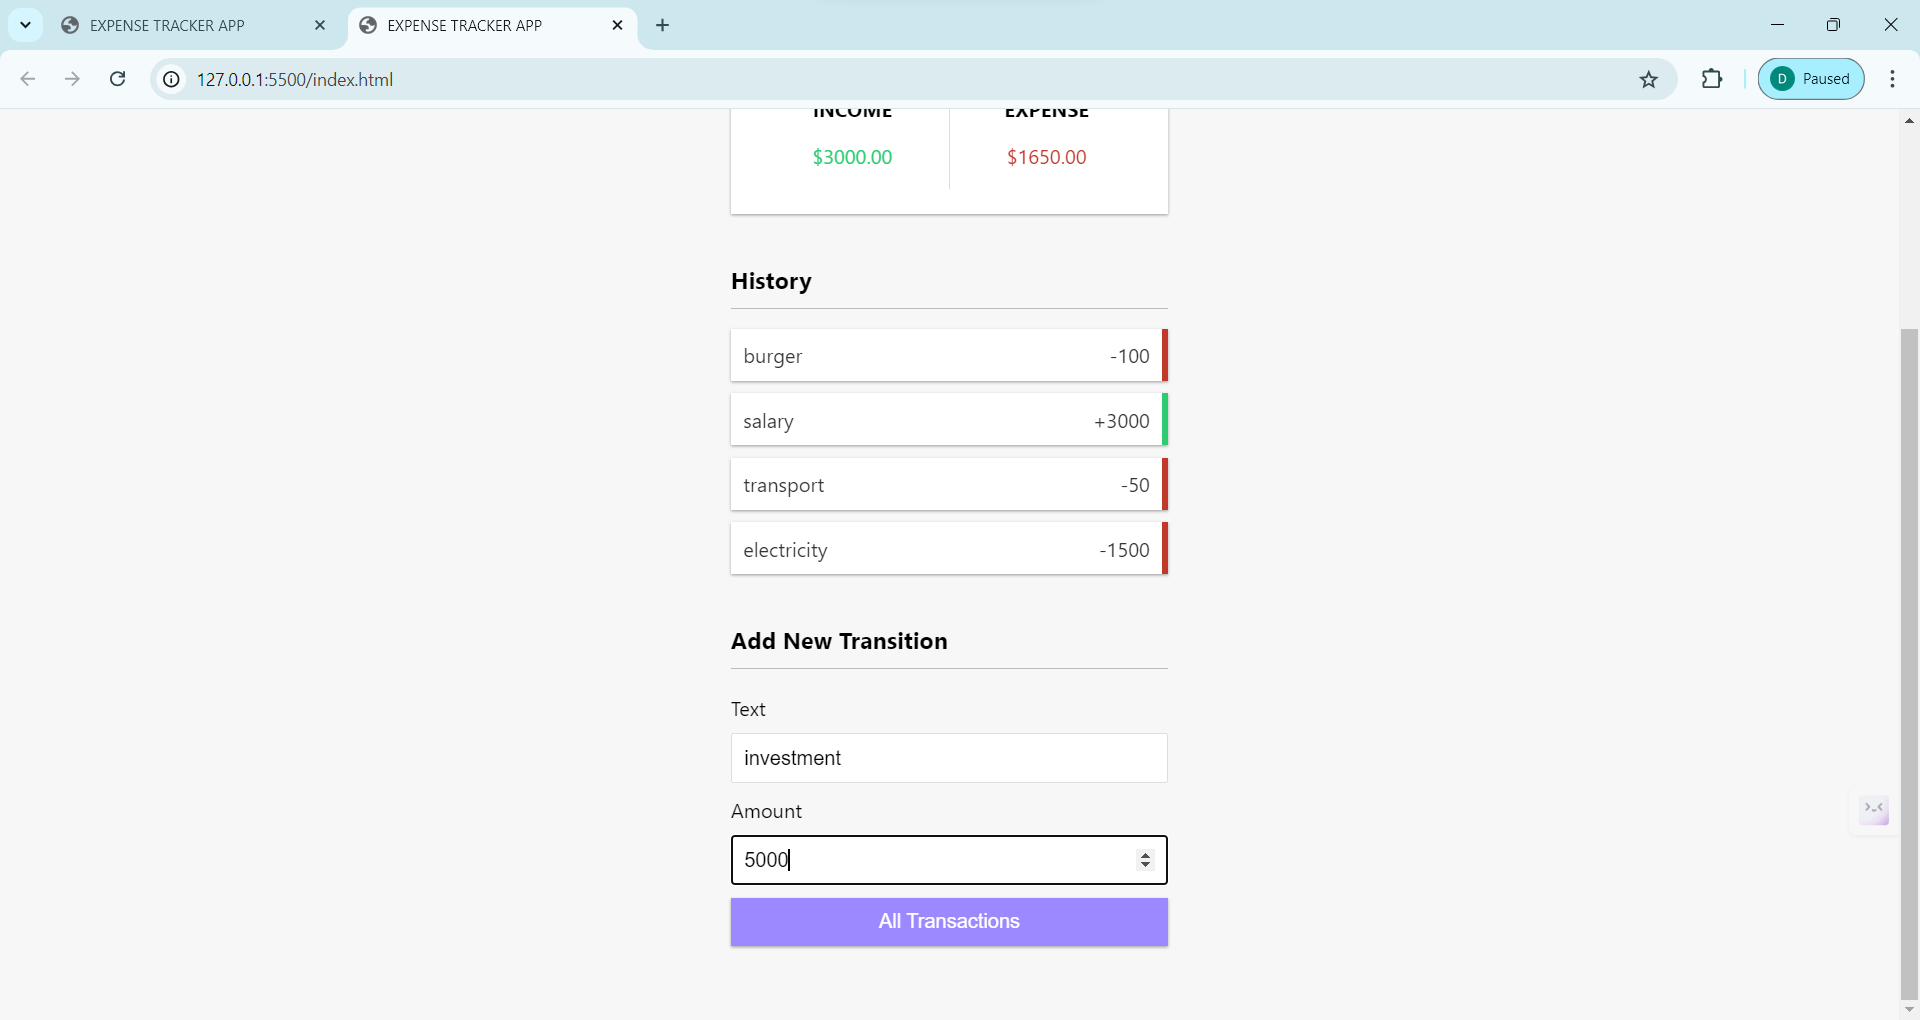 EXPENSE TRACKER APP
EXPENSE TRACKER APP
127.0.0.1:5500/index.html
D Paused
INCOME EXPENSE
$3000.00 $1650.00
History
burger -100
salary +3000
transport -50
electricity -1500
Add New Transition
Text
investment
Amount
5000
All Transactions